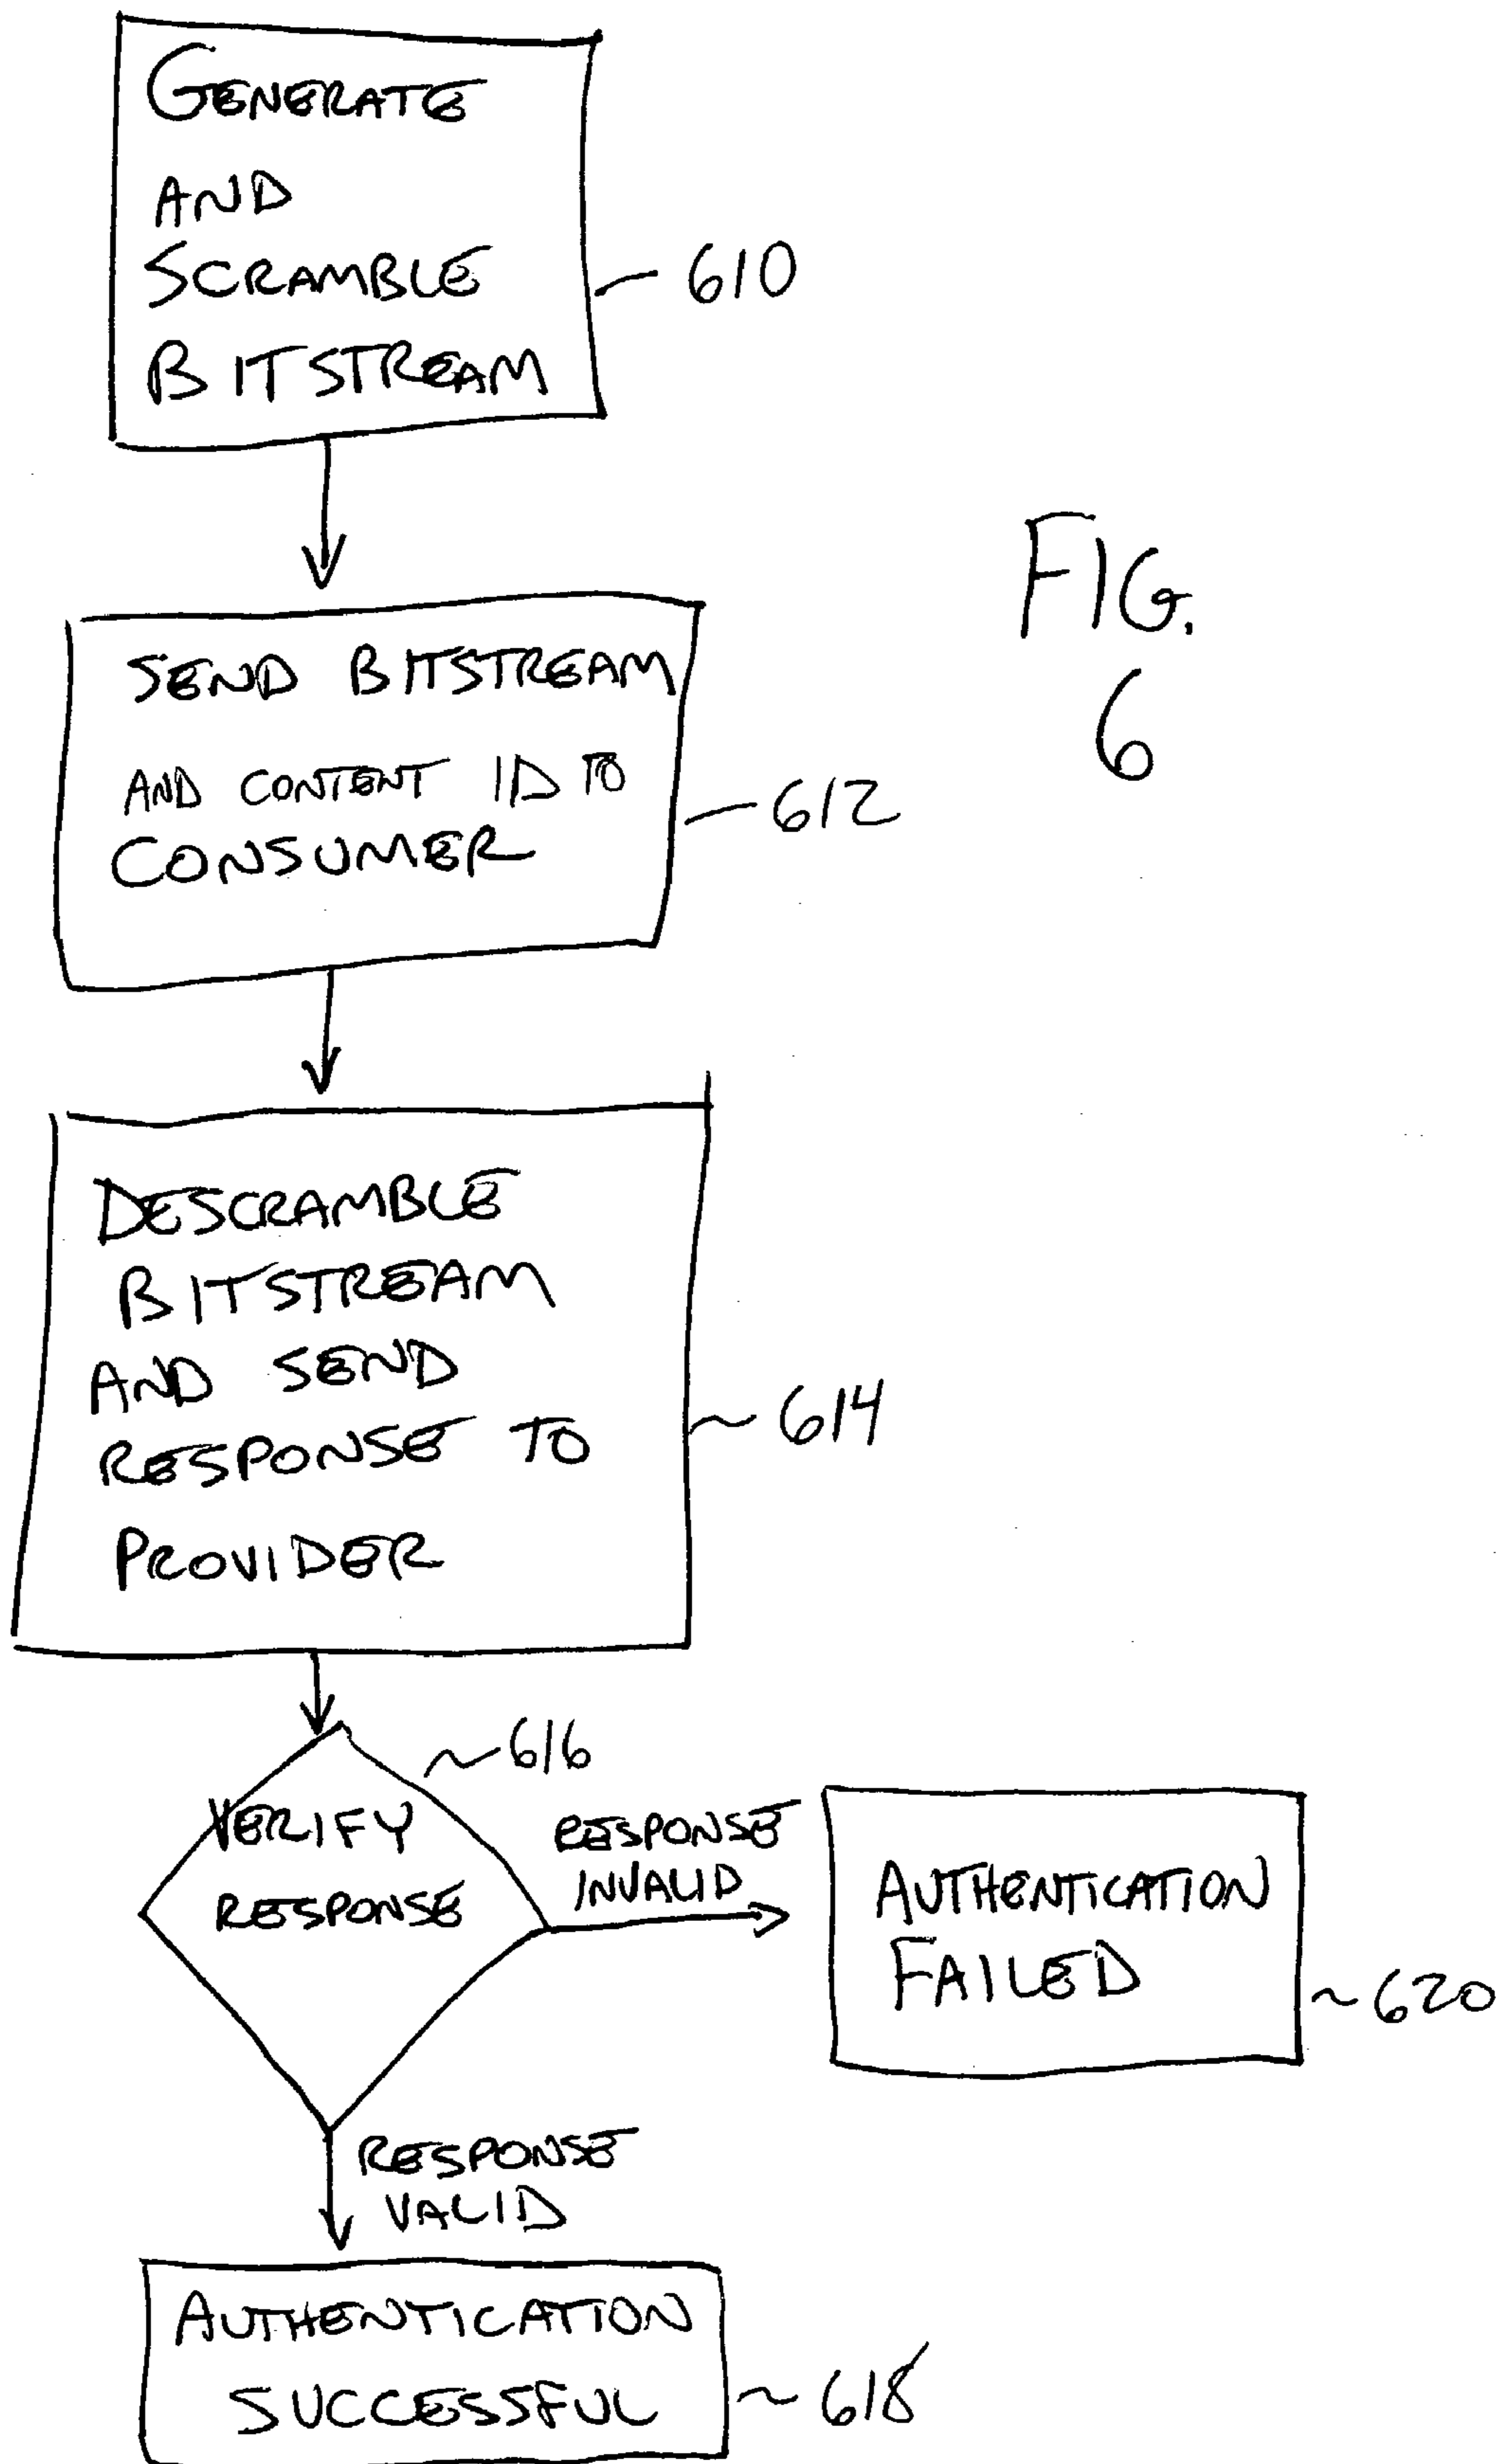 GENERATE
AND
SCRAMBLE
BITSTREAM
610
FIG.
6
SEND BITSTREAM
AND CONTENT ID TO
CONSUMER
612
DESCRAMBLE
BITSTREAM
AND SEND
RESPONSE TO
PROVIDER
614
616
VERIFY
RESPONSE
RESPONSE
INVALID
AUTHENTICATION
FAILED
620
RESPONSE
VALID
AUTHENTICATION
SUCCESSFUL
618